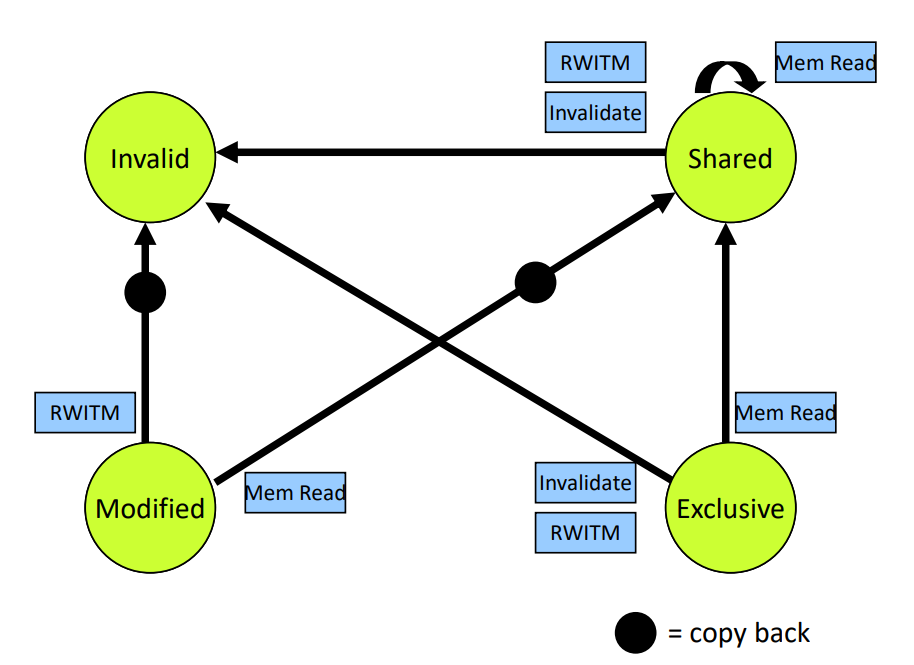 RWITM
Mem Read
Invalidate
Invalid
Shared
RWITM
Mem Read
Mem Read
Invalidate
Modified
Exclusive
RWITM
= copy back